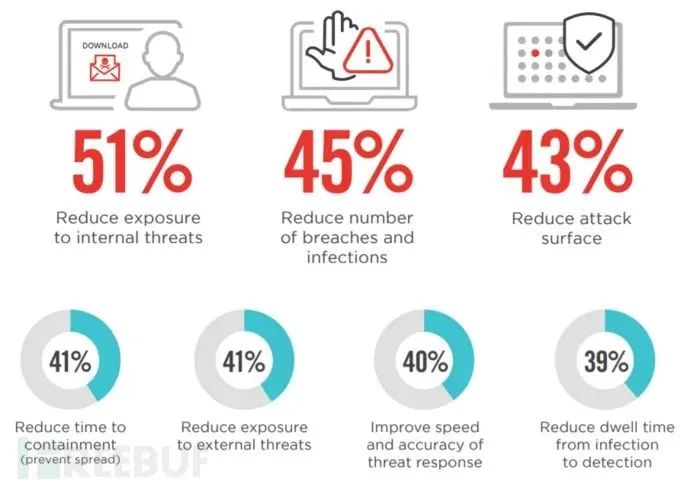 DOWNLOAD
51%
Reduce exposure
to internal threats
45%
Reduce number
of breaches and
infections
43%
Reduce attack
surface
41%
Reduce time to
containment
(prevent spread)
41%
Reduce exposure
to external threats
40%
Improve speed
and accuracy of
threat response
39%
Reduce dwell time
from infection
to detection
REEBUF